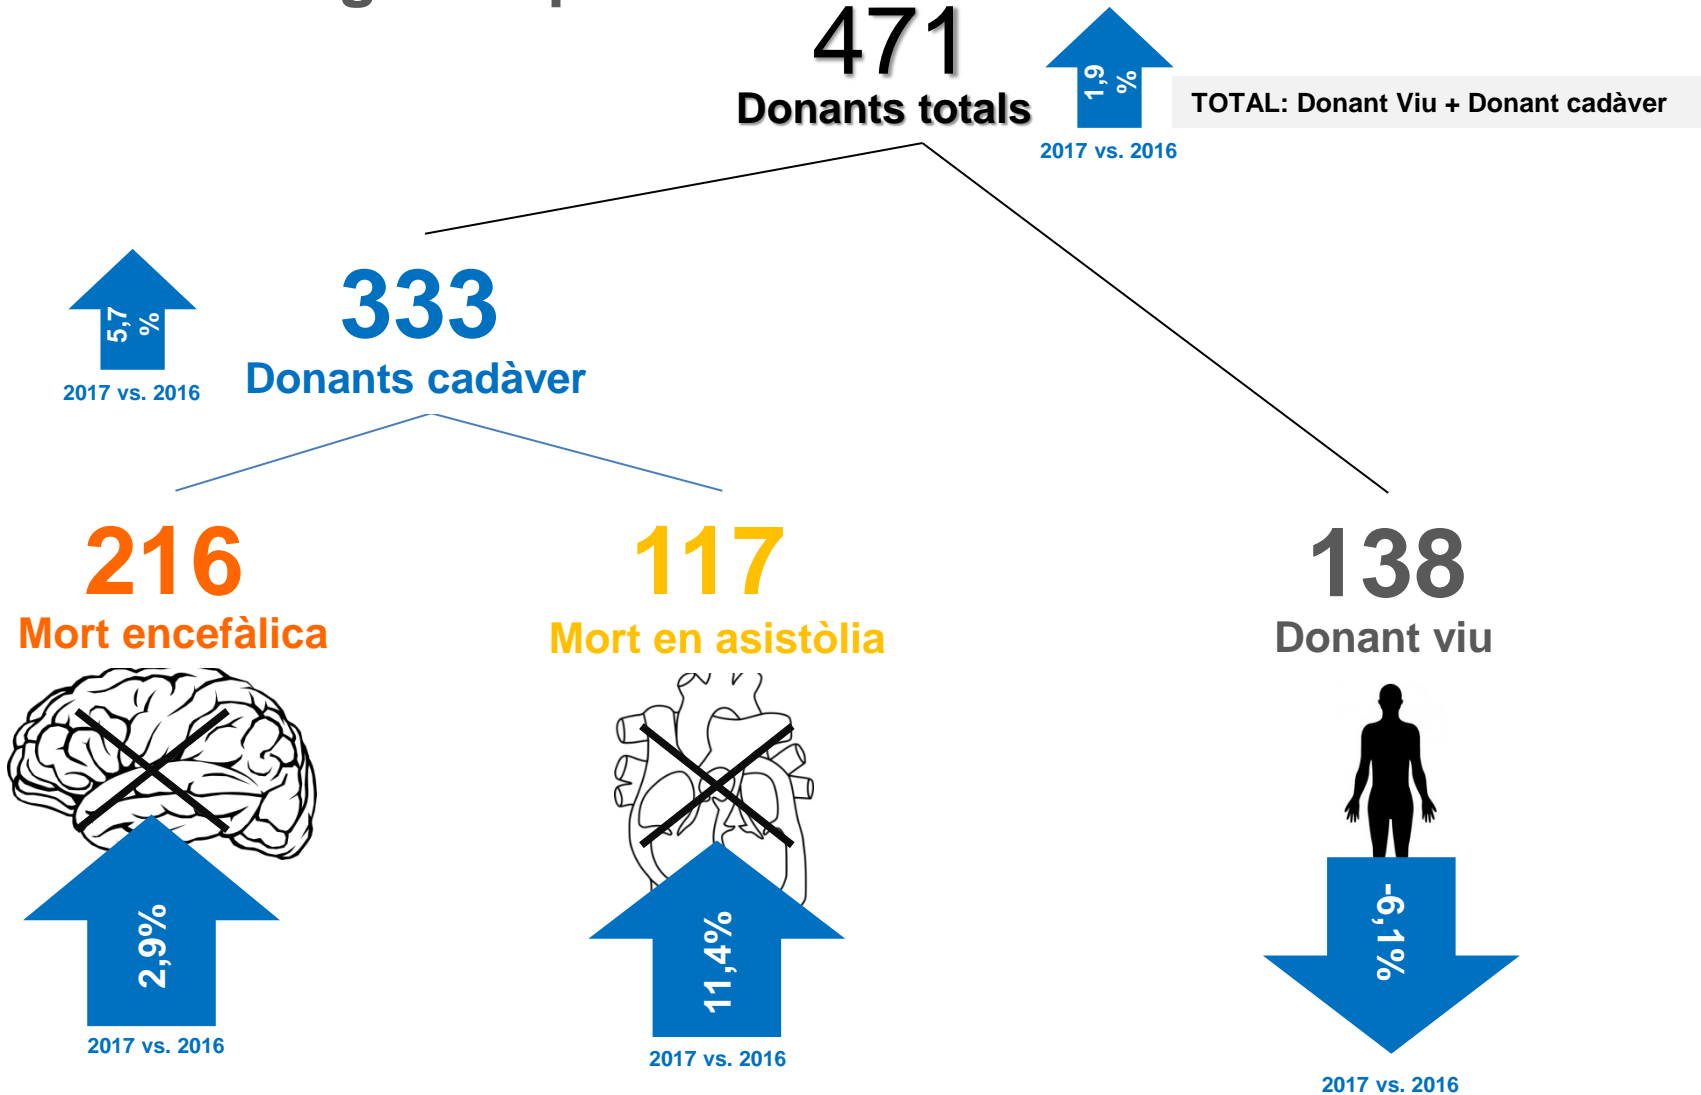 471
Donants totals
1,9
%
TOTAL: Donant Viu + Donant cadàver
2017 vs. 2016
5,7
%
2017 vs. 2016
333
Donants cadàver
216
Mort encefàlica
117
Mort en asistòlia
138
Donant viu
2,9%
2017 vs. 2016
11,4%
2017 vs. 2016
-6,1%
2017 vs. 2016